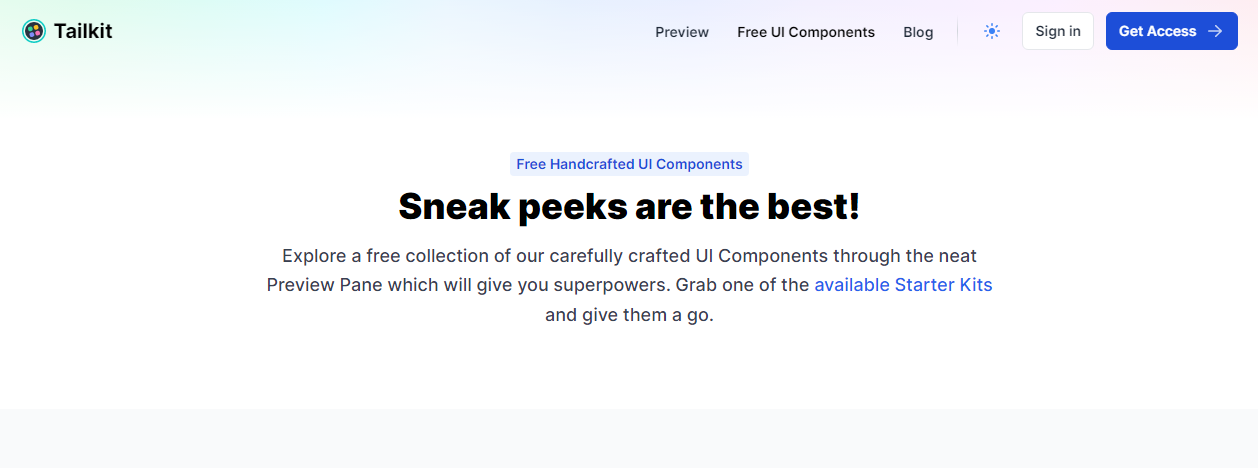 Tailkit
Preview
Free UI Components
Blog
Sign in
Get Access
Free Handcrafted UI Components
Sneak peeks are the best!
Explore a free collection of our carefully crafted UI Components through the neat
Preview Pane which will give you superpowers. Grab one of the available Starter Kits
and give them a go.